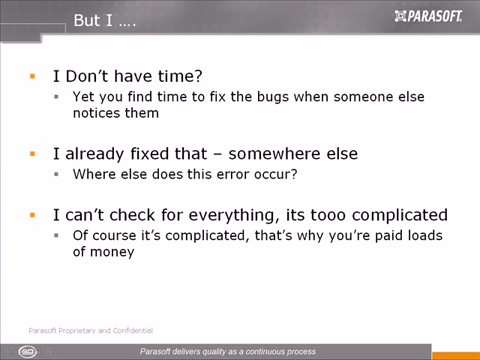 But I ....
PARASOFT.
I Don't have time?
Yet you find time to fix the bugs when someone else
notices them
I already fixed that – somewhere else
Where else does this error occur?
I can't check for everything, its tooo complicated
Of course it's complicated, that's why you're paid loads
of money
Parasoft Proprietary and Confidential
Parasoft delivers quality as a continuous process